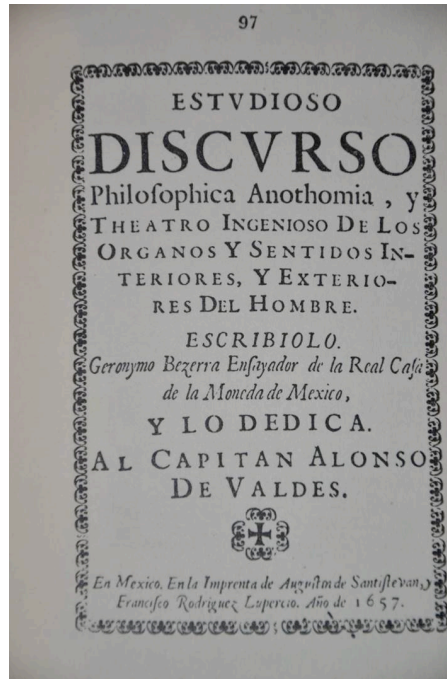 97
ESTVDIOSO
DISCVRSO
Philosophica Anothomia, y
THEATRO INGENIOSO DE LOS
ORGANOS Y SENTIDOS IN-
TERIORES, Y EXTERIO-
RES DEL HOMBRE.
ESCRIBIOLO.
Geronymo Bezerra Ensayador de la Real Casa
de la Moneda de Mexico,
Y LO DEDICA.
AL CAPITAN ALONSO
DE VALDES.
En Mexico. En la Imprenta de Augustin de Santistevan, y
Francisco Rodriguez Lupercio. Año de 1657.